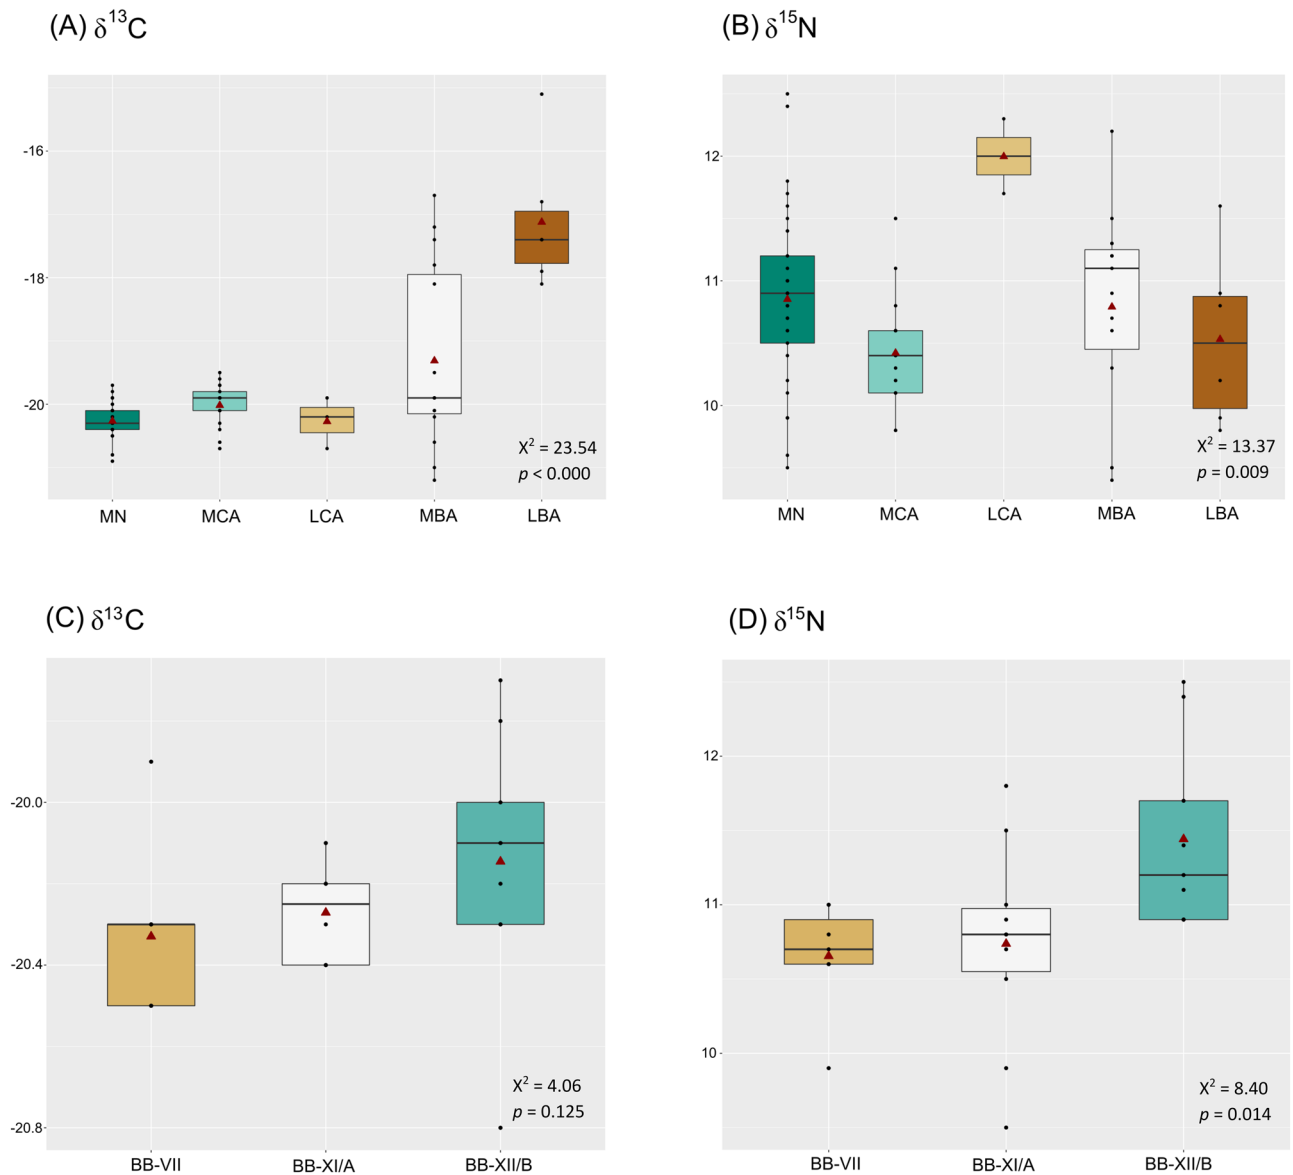 (A) δ¹³C
-16
-18
-20
X² = 23.54
p < 0.000
MN MCA LCA MBA LBA
(B) δ¹⁵N
12
11
10
X² = 13.37
p = 0.009
MN MCA LCA MBA LBA
(C) δ¹³C
-20.0
-20.4
-20.8
X² = 4.06
p = 0.125
BB-VII BB-XI/A BB-XII/B
(D) δ¹⁵N
12
11
10
X² = 8.40
p = 0.014
BB-VII BB-XI/A BB-XII/B